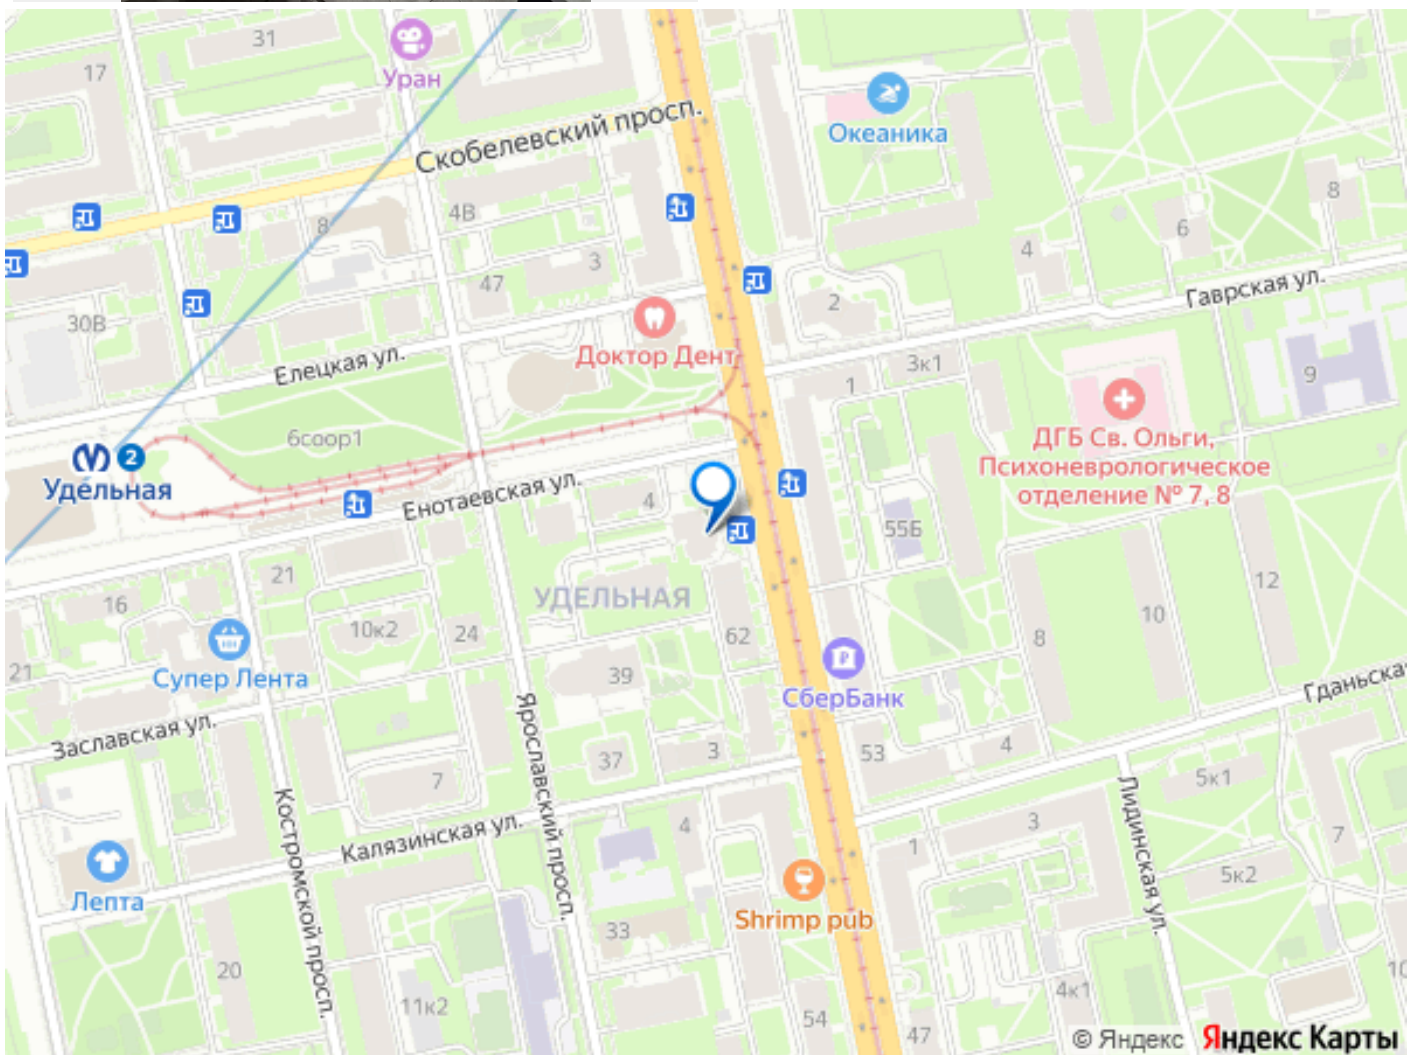 31
Уран
17
Океаника
Скобелевский просп.
8
4В
8
6
3
4
47
Гаврская ул.
30В
2
Доктор Дент
Елецкая ул.
3к1
1
9
6соор1
ДГБ Св. Ольги,
Психоневрологическое
отделение № 7, 8
2
Удельная
Енотаевская ул.
4
55Б
21
16
УДЕЛЬНАЯ
12
10
10к2
24
62
8
21
Супер Лента
39
СберБанк
Гданьская
Заславская ул.
Ярославский просп.
37
3
53
4
7
5к1
Лидинская ул.
Костромской просп.
Калязинская ул.
4
3
1
7
Лепта
5к2
Shrimp pub
33
20
11к2
54
47
4к1
10
© Яндекс Яндекс Карты